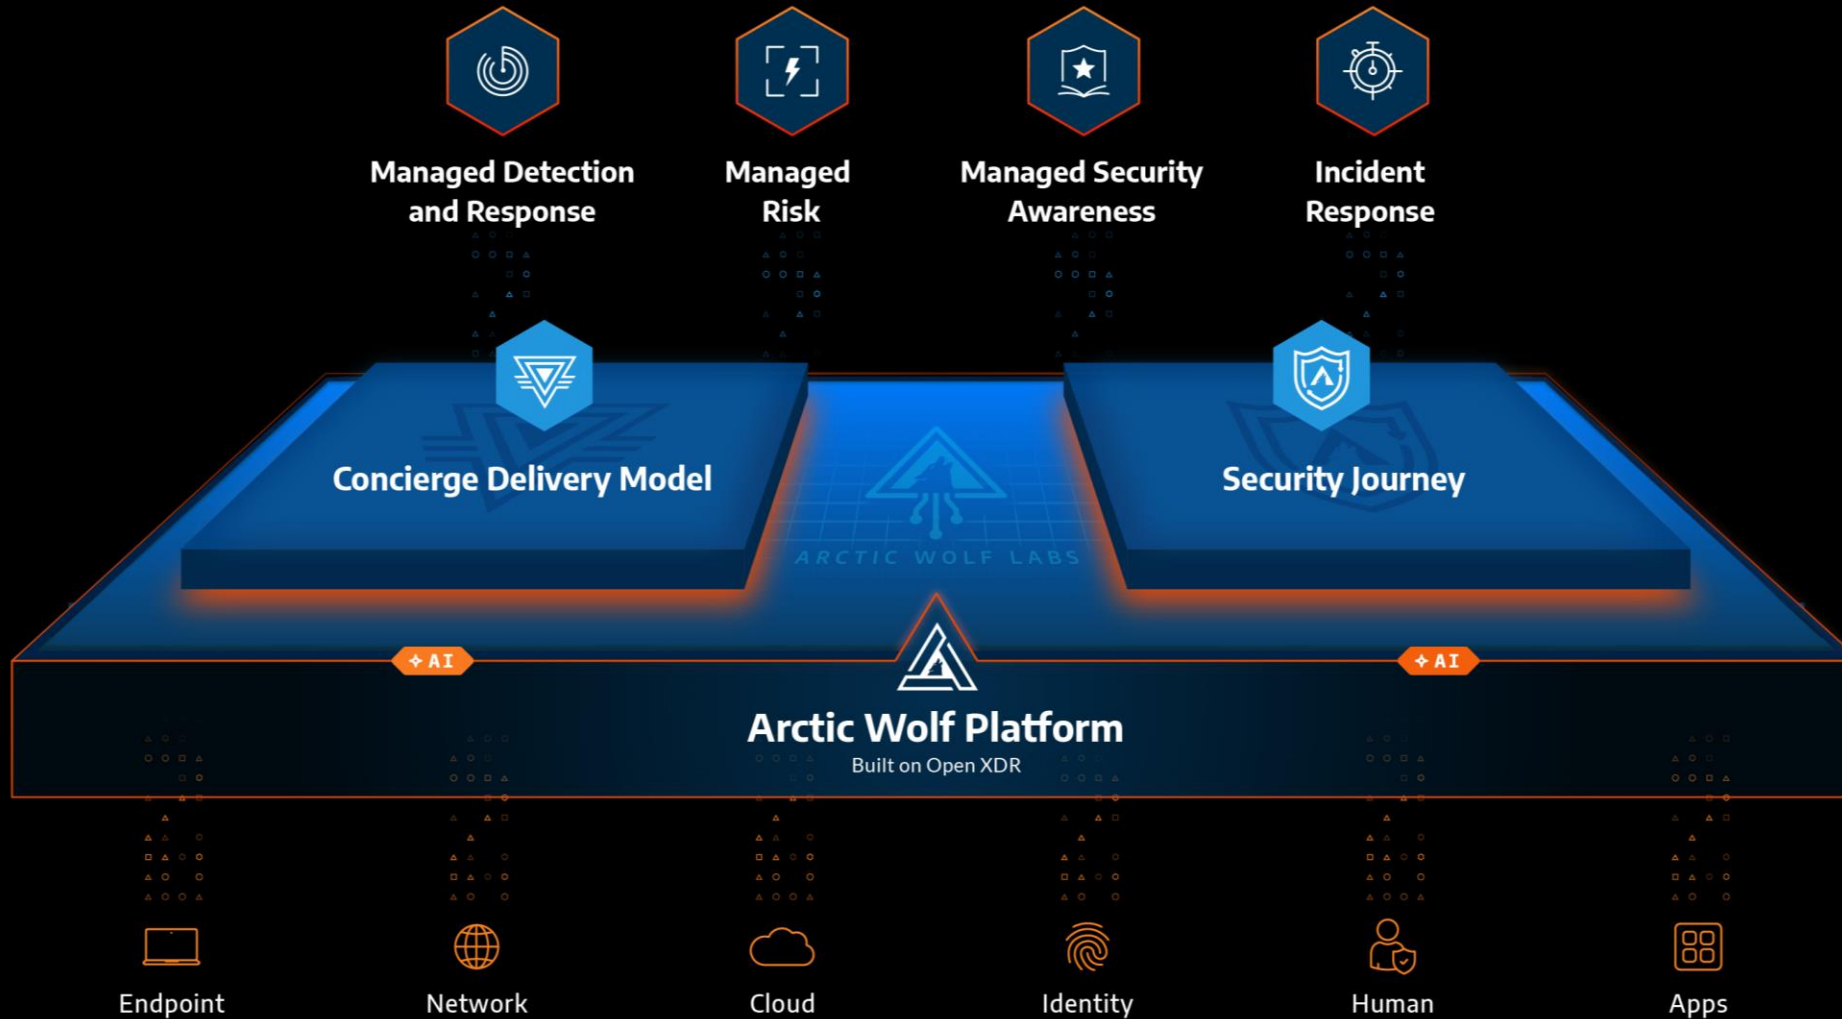 Managed Detection
and Response
Managed
Risk
Managed Security
Awareness
Incident
Response
Concierge Delivery Model
Security Journey
ARCTIC WOLF LABS
AI
AI
Arctic Wolf Platform
Built on Open XDR
Endpoint
Network
Cloud
Identity
Human
Apps